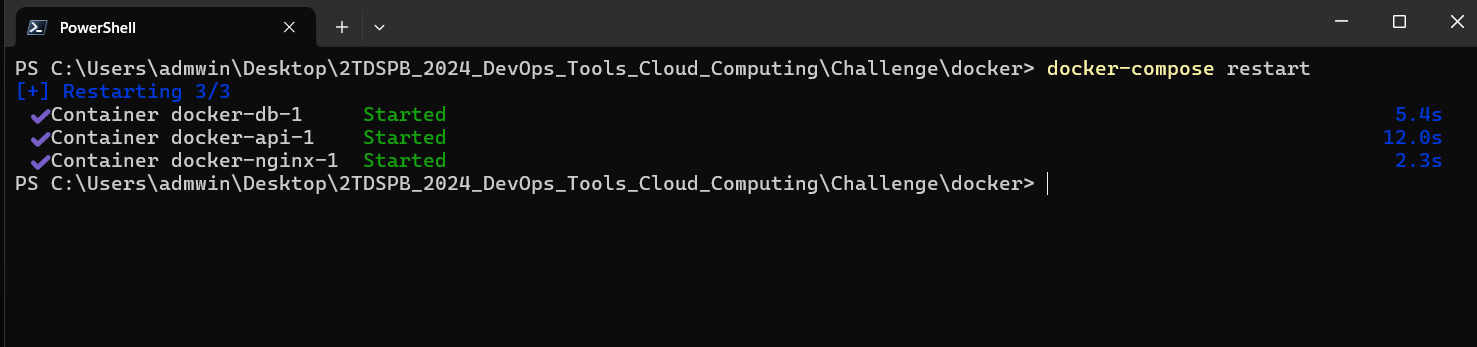 PowerShell
PS C:\Users\admwin\Desktop\2TDSPB_2024_DevOps_Tools_Cloud_Computing\Challenge\docker> docker-compose restart
[+] Restarting 3/3
✔Container docker-db-1 Started 5.4s
✔Container docker-api-1 Started 12.0s
✔Container docker-nginx-1 Started 2.3s
PS C:\Users\admwin\Desktop\2TDSPB_2024_DevOps_Tools_Cloud_Computing\Challenge\docker>